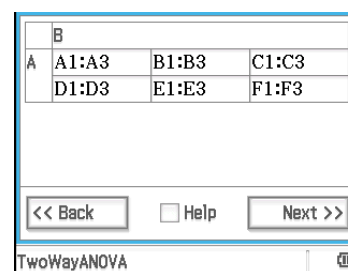 B
A A1:A3 B1:B3 C1:C3
D1:D3 E1:E3 F1:F3
<< Back Help Next >>
TwoWayANOVA